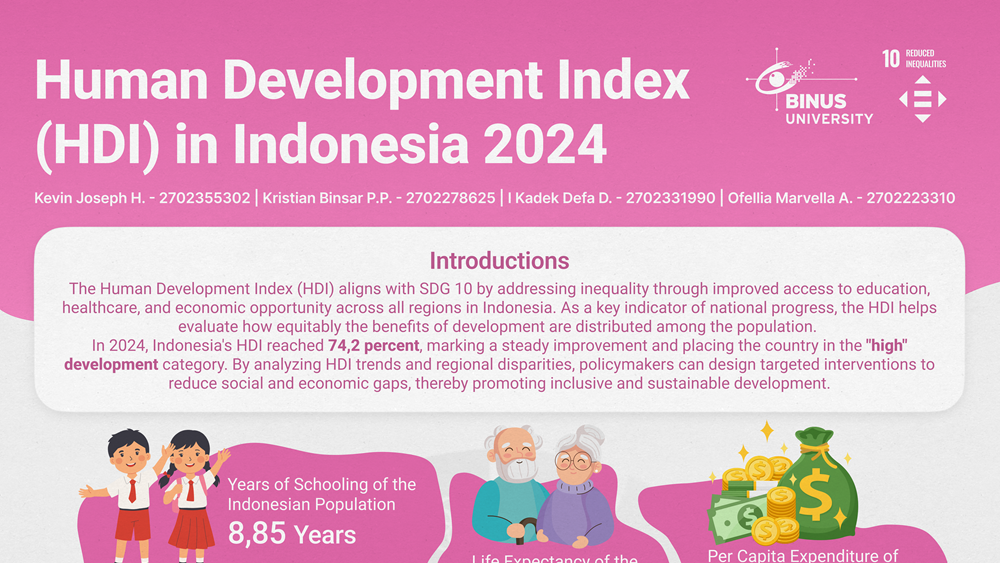 Human Development Index
(HDI) in Indonesia 2024
BINUS
UNIVERSITY
10 REDUCED
INEQUALITIES
Kevin Joseph H. - 2702355302 | Kristian Binsar P.P. - 2702278625 | I Kadek Defa D. - 2702331990 | Ofellia Marvella A. - 2702223310
Introductions
The Human Development Index (HDI) aligns with SDG 10 by addressing inequality through improved access to education,
healthcare, and economic opportunity across all regions in Indonesia. As a key indicator of national progress, the HDI helps
evaluate how equitably the benefits of development are distributed among the population.
In 2024, Indonesia's HDI reached 74,2 percent, marking a steady improvement and placing the country in the "high"
development category. By analyzing HDI trends and regional disparities, policymakers can design targeted interventions to
reduce social and economic gaps, thereby promoting inclusive and sustainable development.
Years of Schooling of the
Indonesian Population
8,85 Years
Life Expectancy of the
Per Capita Expenditure of